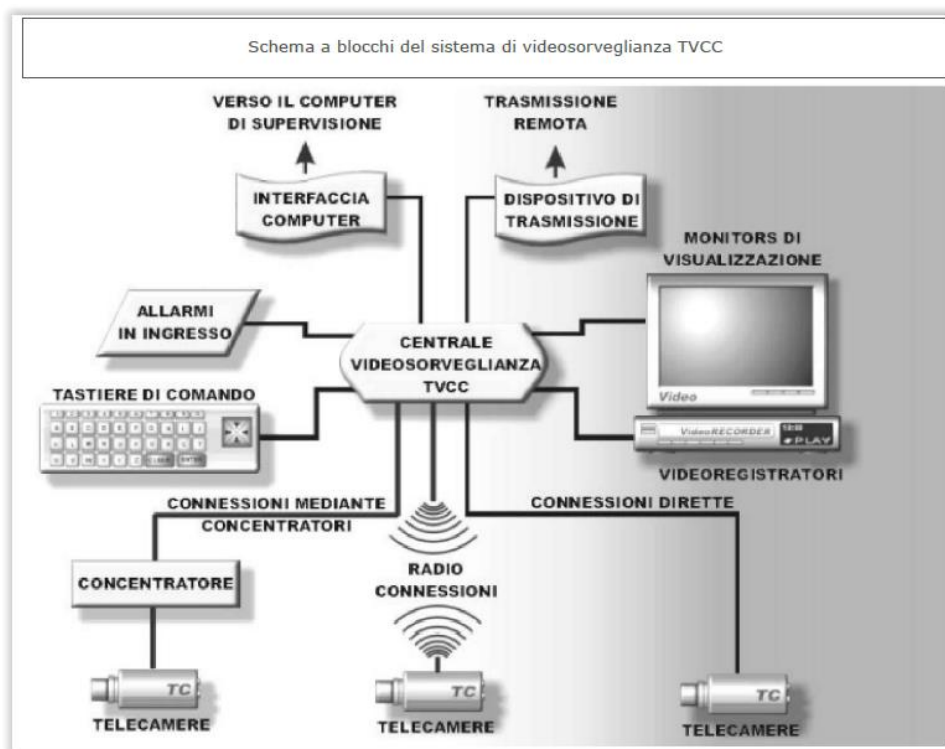 Schema a blocchi del sistema di videosorveglianza TVCC
VERSO IL COMPUTER
DI SUPERVISIONE
TRASMISSIONE
REMOTA
INTERFACCIA
COMPUTER
DISPOSITIVO DI
TRASMISSIONE
MONITORS DI
VISUALIZZAZIONE
ALLARMI
IN INGRESSO
CENTRALE
VIDEOSORVEGLIANZA
TVCC
Video
TASTIERE DI COMANDO
VideoRECORDER
PLAY
VIDEOREGISTRATORI
CONNESSIONI MEDIANTE
CONCENTRATORI
CONNESSIONI DIRETTE
CONCENTRATORE
RADIO
CONNESSIONI
TC
TELECAMERE
TC
TELECAMERE
TC
TELECAMERE